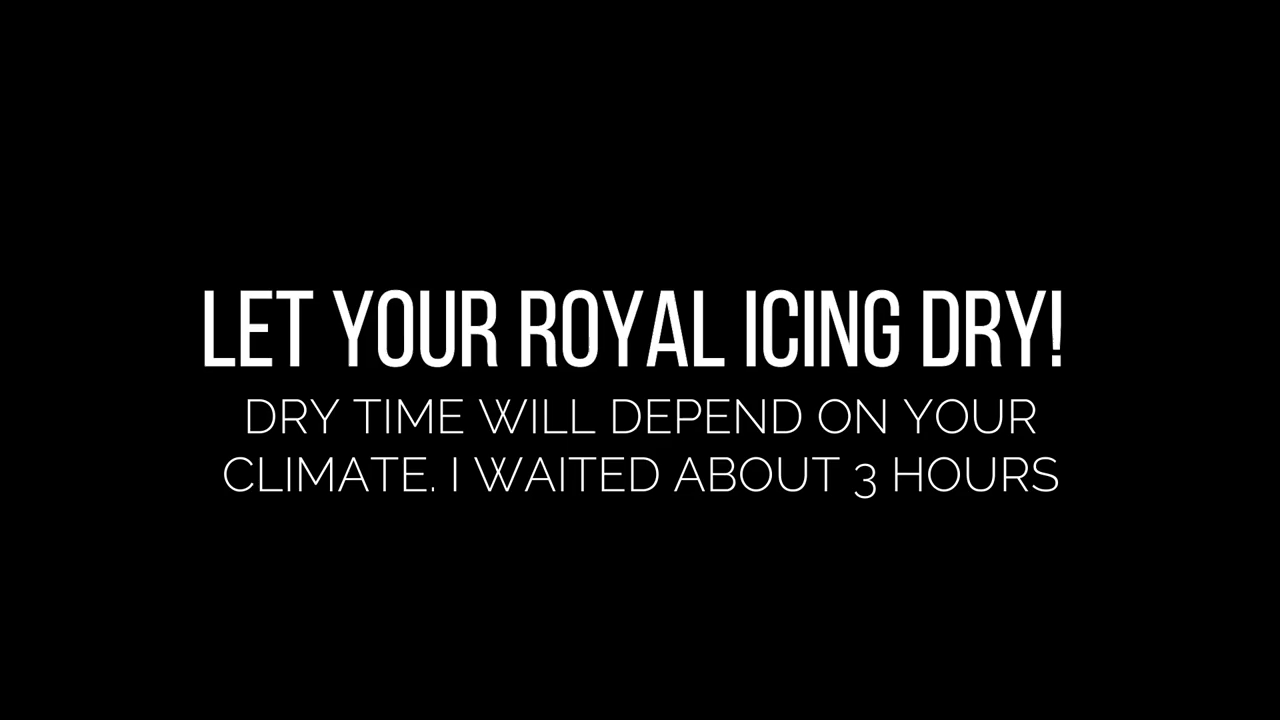 LET YOUR ROYAL ICING DRY!
DRY TIME WILL DEPEND ON YOUR
CLIMATE. I WAITED ABOUT 3 HOURS